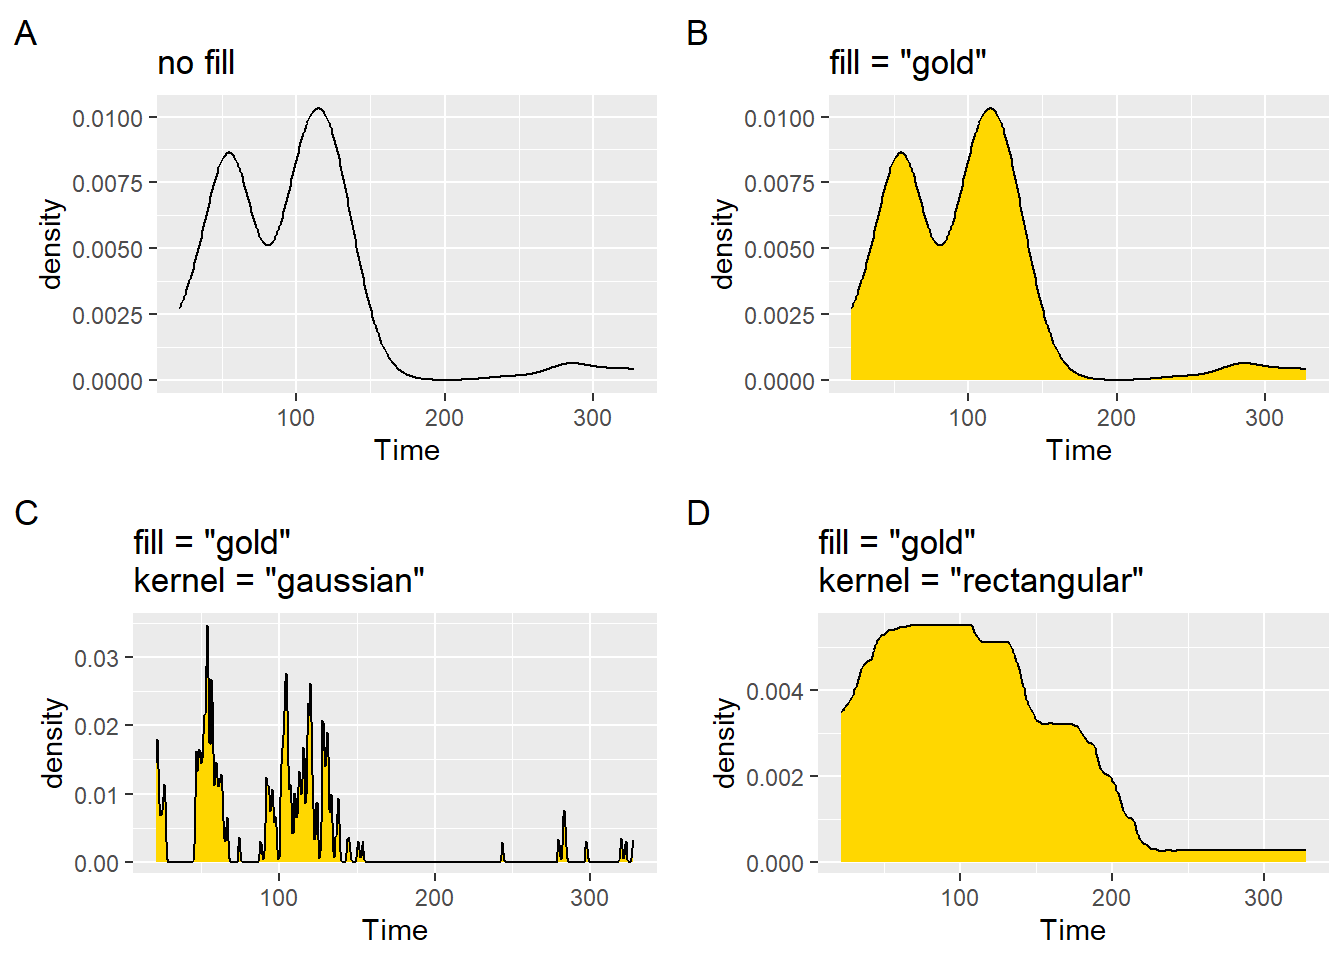 A
no fill
0.0100
0.0075
0.0050
0.0025
0.0000
density
100 200 300
Time
B
fill = "gold"
0.0100
0.0075
0.0050
0.0025
0.0000
density
100 200 300
Time
C
fill = "gold"
kernel = "gaussian"
0.03
0.02
0.01
0.00
density
100 200 300
Time
D
fill = "gold"
kernel = "rectangular"
0.004
0.002
0.000
density
100 200 300
Time